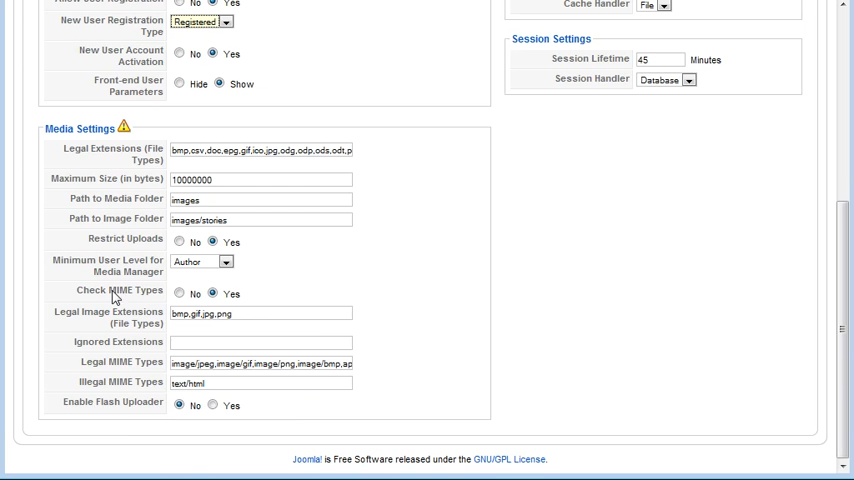 No Yes
Cache Handler File
New User Registration
Type
Registered
New User Account
Activation
No Yes
Front-end User
Parameters
Hide Show
Session Settings
Session Lifetime 45 Minutes
Session Handler Database
Media Settings
Legal Extensions (File
Types)
bmp,csv,doc,epg,gif,ico,jpg,odg,odp,ods,odt,p
Maximum Size (in bytes) 10000000
Path to Media Folder images
Path to Image Folder images/stories
Restrict Uploads No Yes
Minimum User Level for
Media Manager
Author
Check MIME Types No Yes
Legal Image Extensions
(File Types)
bmp,gif,jpg,png
Ignored Extensions
Legal MIME Types image/jpeg,image/gif,image/png,image/bmp,ap
Illegal MIME Types text/html
Enable Flash Uploader No Yes
Joomla! is Free Software released under the GNU/GPL License.